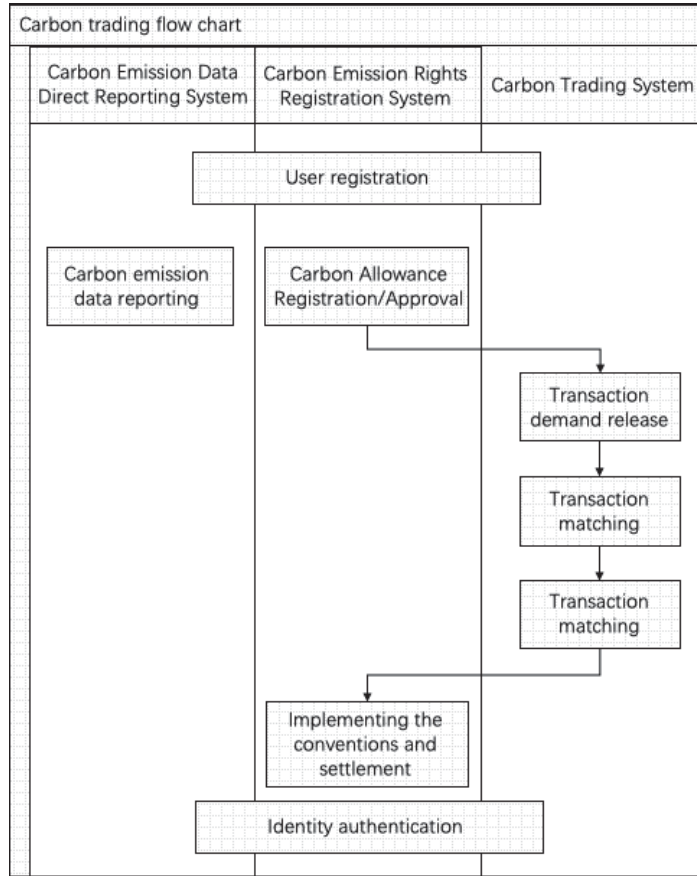 Carbon trading flow chart
Carbon Emission Data
Direct Reporting System
Carbon Emission Rights
Registration System
Carbon Trading System
User registration
Carbon emission
data reporting
Carbon Allowance
Registration/Approval
Transaction
demand release
Transaction
matching
Transaction
matching
Implementing the
conventions and
settlement
Identity authentication